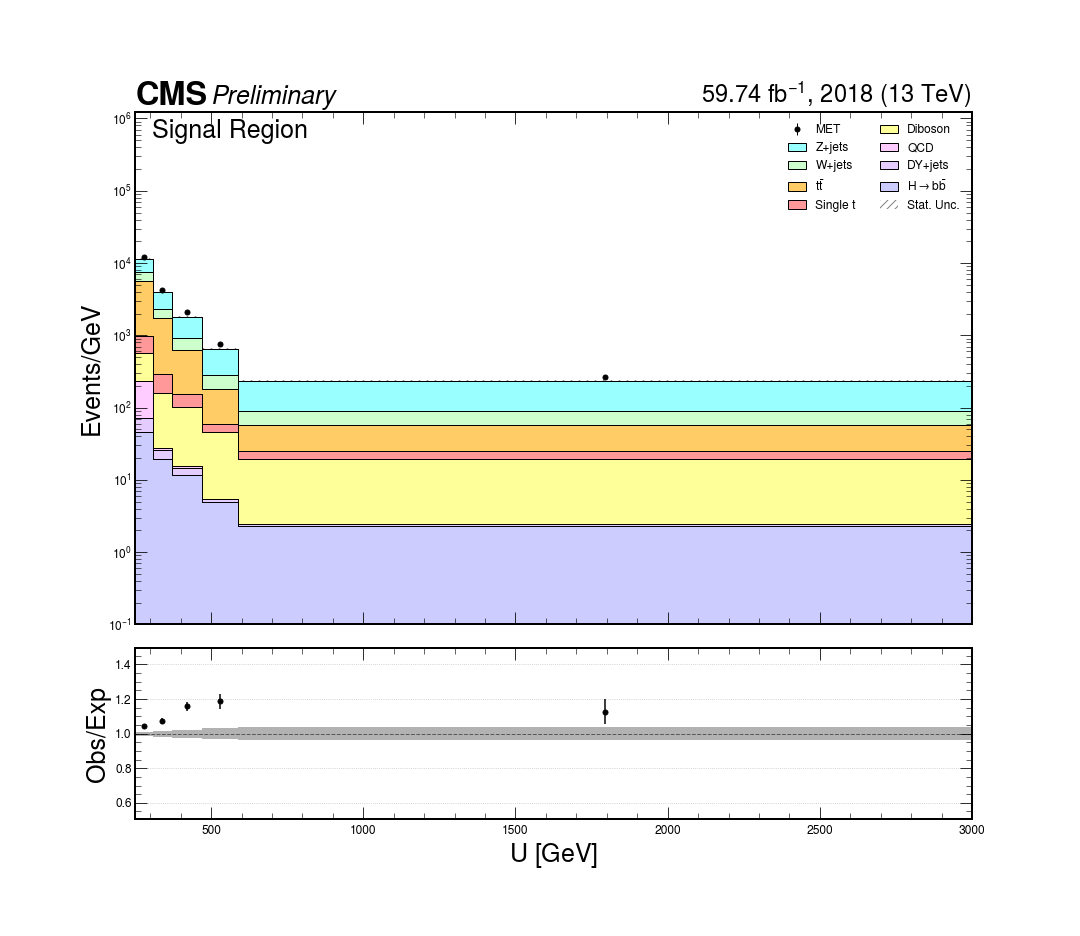 CMS Preliminary
59.74 fb⁻¹, 2018 (13 TeV)
Signal Region
MET
Z+jets
W+jets
tt̄
Single t
Diboson
QCD
DY+jets
H→bb̄
Stat. Unc.
Events/GeV
10⁶
10⁵
10⁴
10³
10²
10¹
10⁰
10⁻¹
Obs/Exp
1.4
1.2
1.0
0.8
0.6
500
1000
1500
2000
2500
3000
U [GeV]